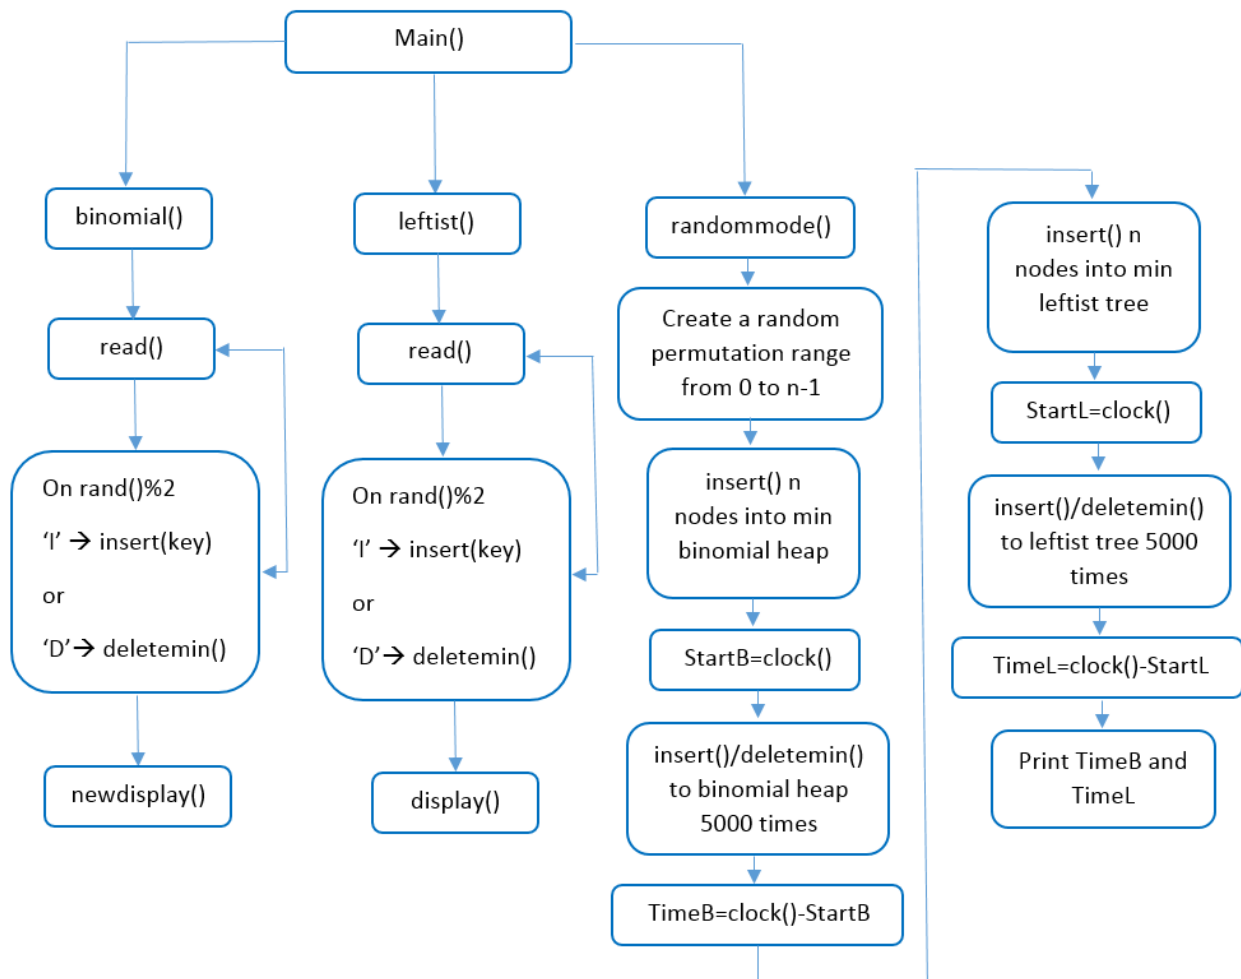 Main()
binomial()
read()
On rand()%2
‘I’ → insert(key)
or
‘D’→ deletemin()
newdisplay()
leftist()
read()
On rand()%2
‘I’ → insert(key)
or
‘D’→ deletemin()
display()
randommode()
Create a random
permutation range
from 0 to n-1
insert() n
nodes into min
binomial heap
StartB=clock()
insert()/deletemin()
to binomial heap
5000 times
TimeB=clock()-StartB
insert() n
nodes into min
leftist tree
StartL=clock()
insert()/deletemin()
to leftist tree 5000
times
TimeL=clock()-StartL
Print TimeB and
TimeL